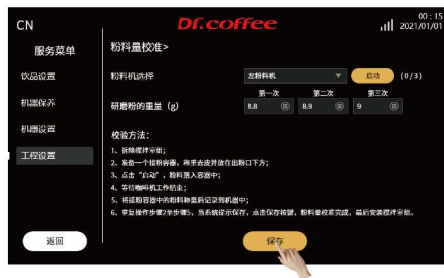 CN
Dr.coffee
00 : 15
2021/01/01
服务菜单
粉料量校准>
饮品设置
粉料机选择
左粉料机
启动
(0/3)
机器保养
第一次 第二次 第三次
研磨粉的重量（g）
8.8
8.9
9
机器设置
校验方法：
工程设置
1、拆除搅拌室组；
2、准备一个接粉容器，称重去皮并放在出粉口下方；
3、点击“启动”，粉料落入容器中；
4、等待咖啡机工作结束；
5、将接粉容器中的粉料称量后记录到机器中；
6、重复操作步骤2至步骤5，当系统提示保存，点击保存按键，粉料量校准完成，最后安装搅拌室组。
返回
保存